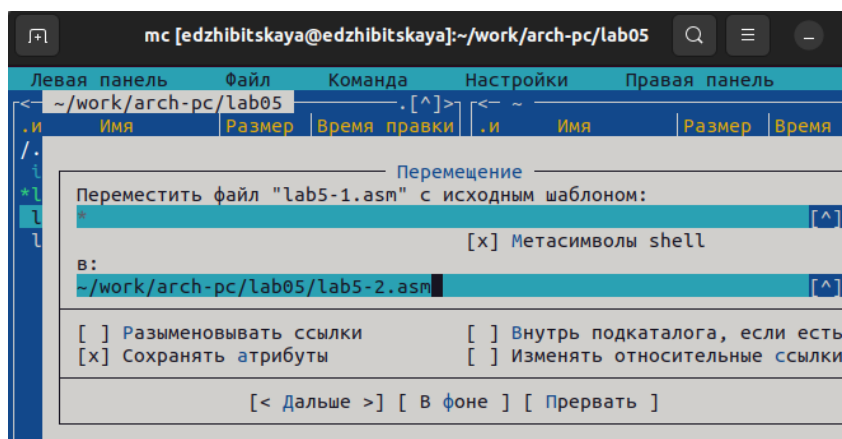 mc [edzhibitskaya@edzhibitskaya]:~/work/arch-pc/lab05
Левая панель Файл Команда Настройки Правая панель
<— ~/work/arch-pc/lab05 .[^]> <— ~
.и Имя Размер Время правки .и Имя Размер Время
/.
i
*l
l
l
Перемещение
Переместить файл "lab5-1.asm" с исходным шаблоном:
* [^]
[x] Метасимволы shell
в:
~/work/arch-pc/lab05/lab5-2.asm [^]
[ ] Разыменовывать ссылки [ ] Внутрь подкаталога, если есть
[x] Сохранять атрибуты [ ] Изменять относительные ссылки
[< Дальше >] [ В фоне ] [ Прервать ]